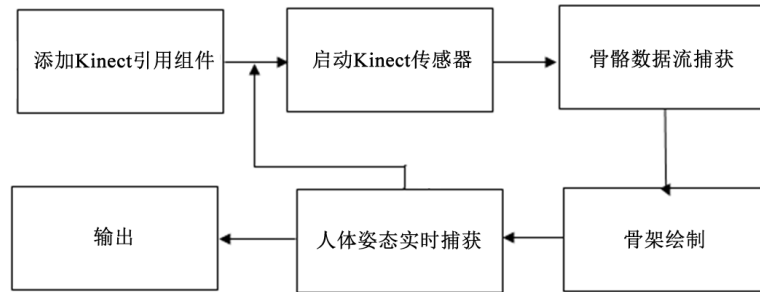 添加Kinect引用组件
启动Kinect传感器
骨骼数据流捕获
骨架绘制
人体姿态实时捕获
输出